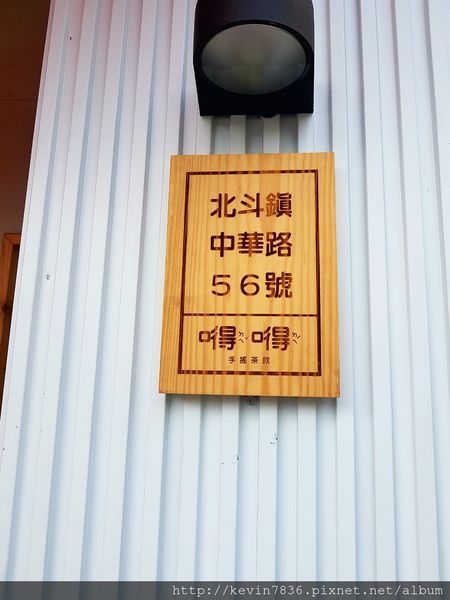 北斗鎮
中華路
56號
嘚嘚
手搖茶飲
http://kevin7836.pixnet.net/album